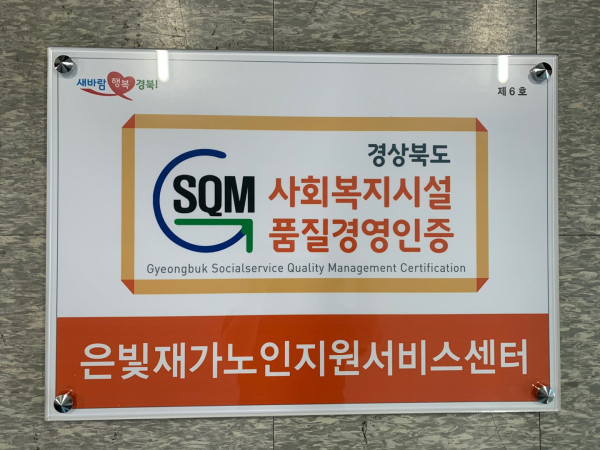 새바람 행복 경북!
제 6 호
경상북도
SQM 사회복지시설
품질경영인증
Gyeongbuk Socialservice Quality Management Certification
은빛재가노인지원서비스센터